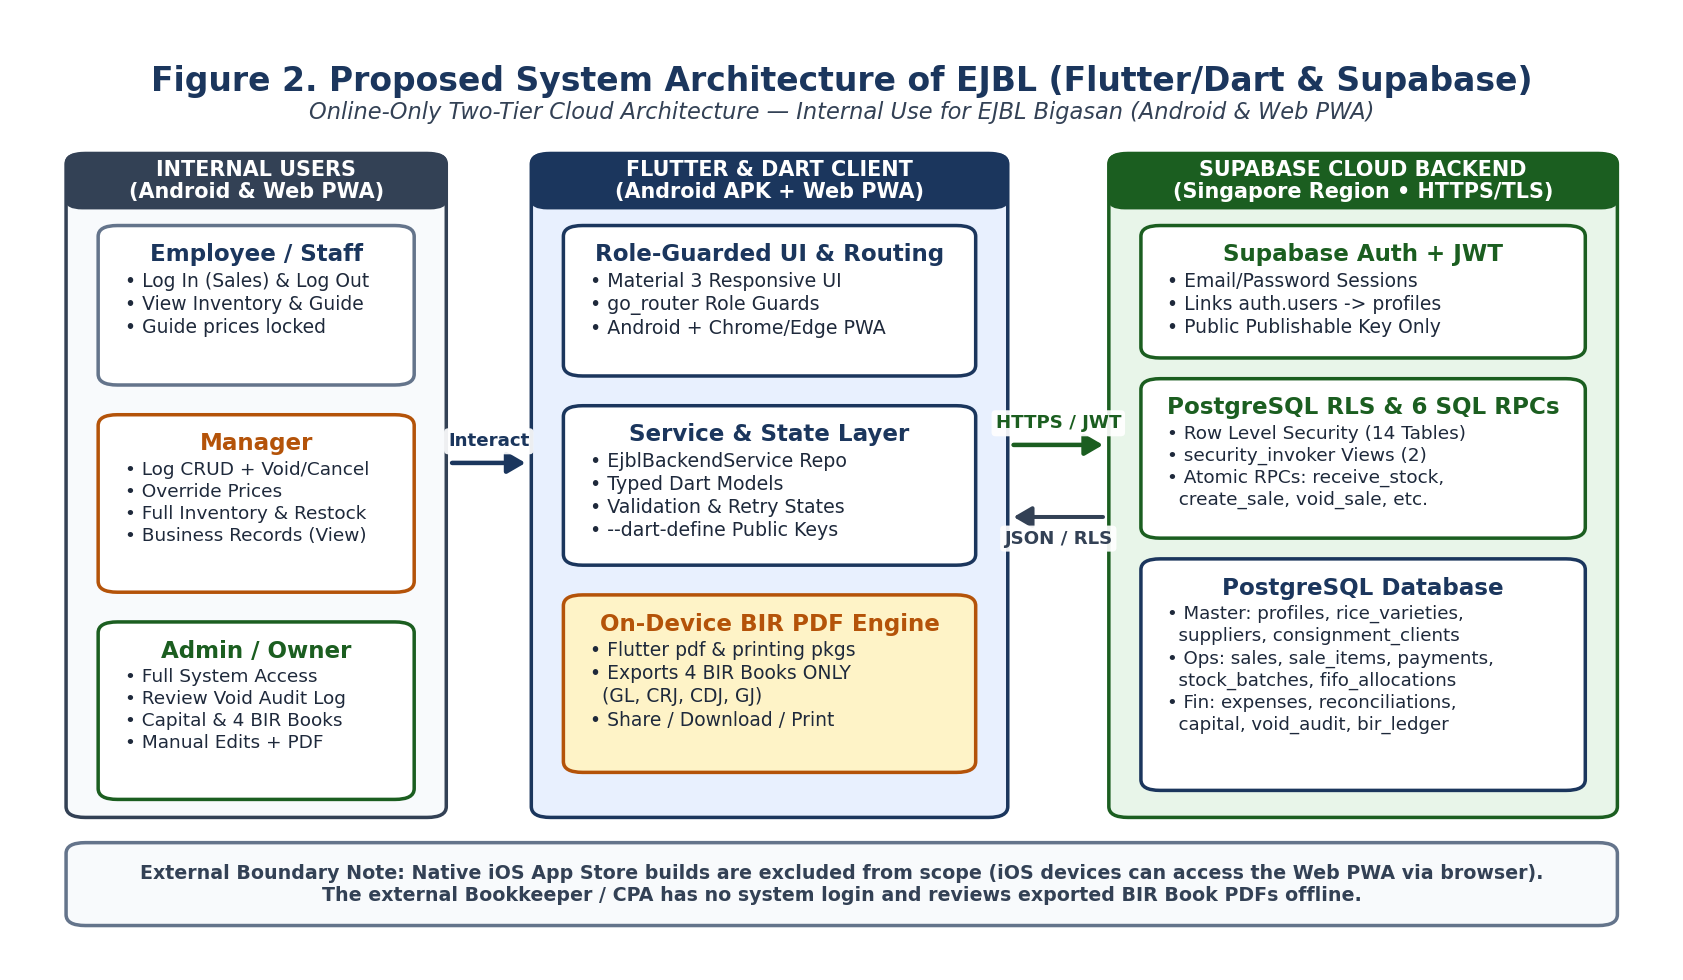 Figure 2. Proposed System Architecture of EJBL (Flutter/Dart & Supabase)
Online-Only Two-Tier Cloud Architecture — Internal Use for EJBL Bigasan (Android & Web PWA)
INTERNAL USERS
(Android & Web PWA)
Employee / Staff
• Log In (Sales) & Log Out
• View Inventory & Guide
• Guide prices locked
Manager
• Log CRUD + Void/Cancel
• Override Prices
• Full Inventory & Restock
• Business Records (View)
Admin / Owner
• Full System Access
• Review Void Audit Log
• Capital & 4 BIR Books
• Manual Edits + PDF
Interact
FLUTTER & DART CLIENT
(Android APK + Web PWA)
Role-Guarded UI & Routing
• Material 3 Responsive UI
• go_router Role Guards
• Android + Chrome/Edge PWA
Service & State Layer
• EjblBackendService Repo
• Typed Dart Models
• Validation & Retry States
• --dart-define Public Keys
On-Device BIR PDF Engine
• Flutter pdf & printing pkgs
• Exports 4 BIR Books ONLY
(GL, CRJ, CDJ, GJ)
• Share / Download / Print
HTTPS / JWT
JSON / RLS
SUPABASE CLOUD BACKEND
(Singapore Region • HTTPS/TLS)
Supabase Auth + JWT
• Email/Password Sessions
• Links auth.users -> profiles
• Public Publishable Key Only
PostgreSQL RLS & 6 SQL RPCs
• Row Level Security (14 Tables)
• security_invoker Views (2)
• Atomic RPCs: receive_stock,
create_sale, void_sale, etc.
PostgreSQL Database
• Master: profiles, rice_varieties,
suppliers, consignment_clients
• Ops: sales, sale_items, payments,
stock_batches, fifo_allocations
• Fin: expenses, reconciliations,
capital, void_audit, bir_ledger
External Boundary Note: Native iOS App Store builds are excluded from scope (iOS devices can access the Web PWA via browser).
The external Bookkeeper / CPA has no system login and reviews exported BIR Book PDFs offline.